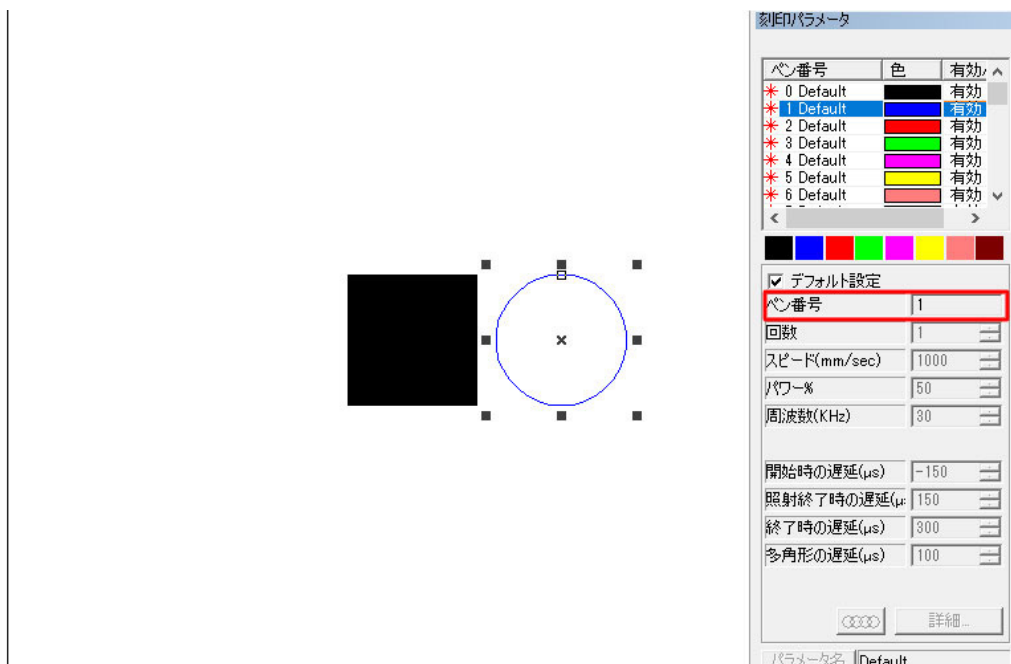 刻印パラメータ
ペン番号 色 有効/
0 Default 有効
1 Default 有効
2 Default 有効
3 Default 有効
4 Default 有効
5 Default 有効
6 Default 有効
デフォルト設定
ペン番号 1
回数 1
スピード(mm/sec) 1000
パワー% 50
周波数(KHz) 30
開始時の遅延(μs) -150
照射終了時の遅延(μ 150
終了時の遅延(μs) 300
多角形の遅延(μs) 100
詳細...
パラメータ名 Default